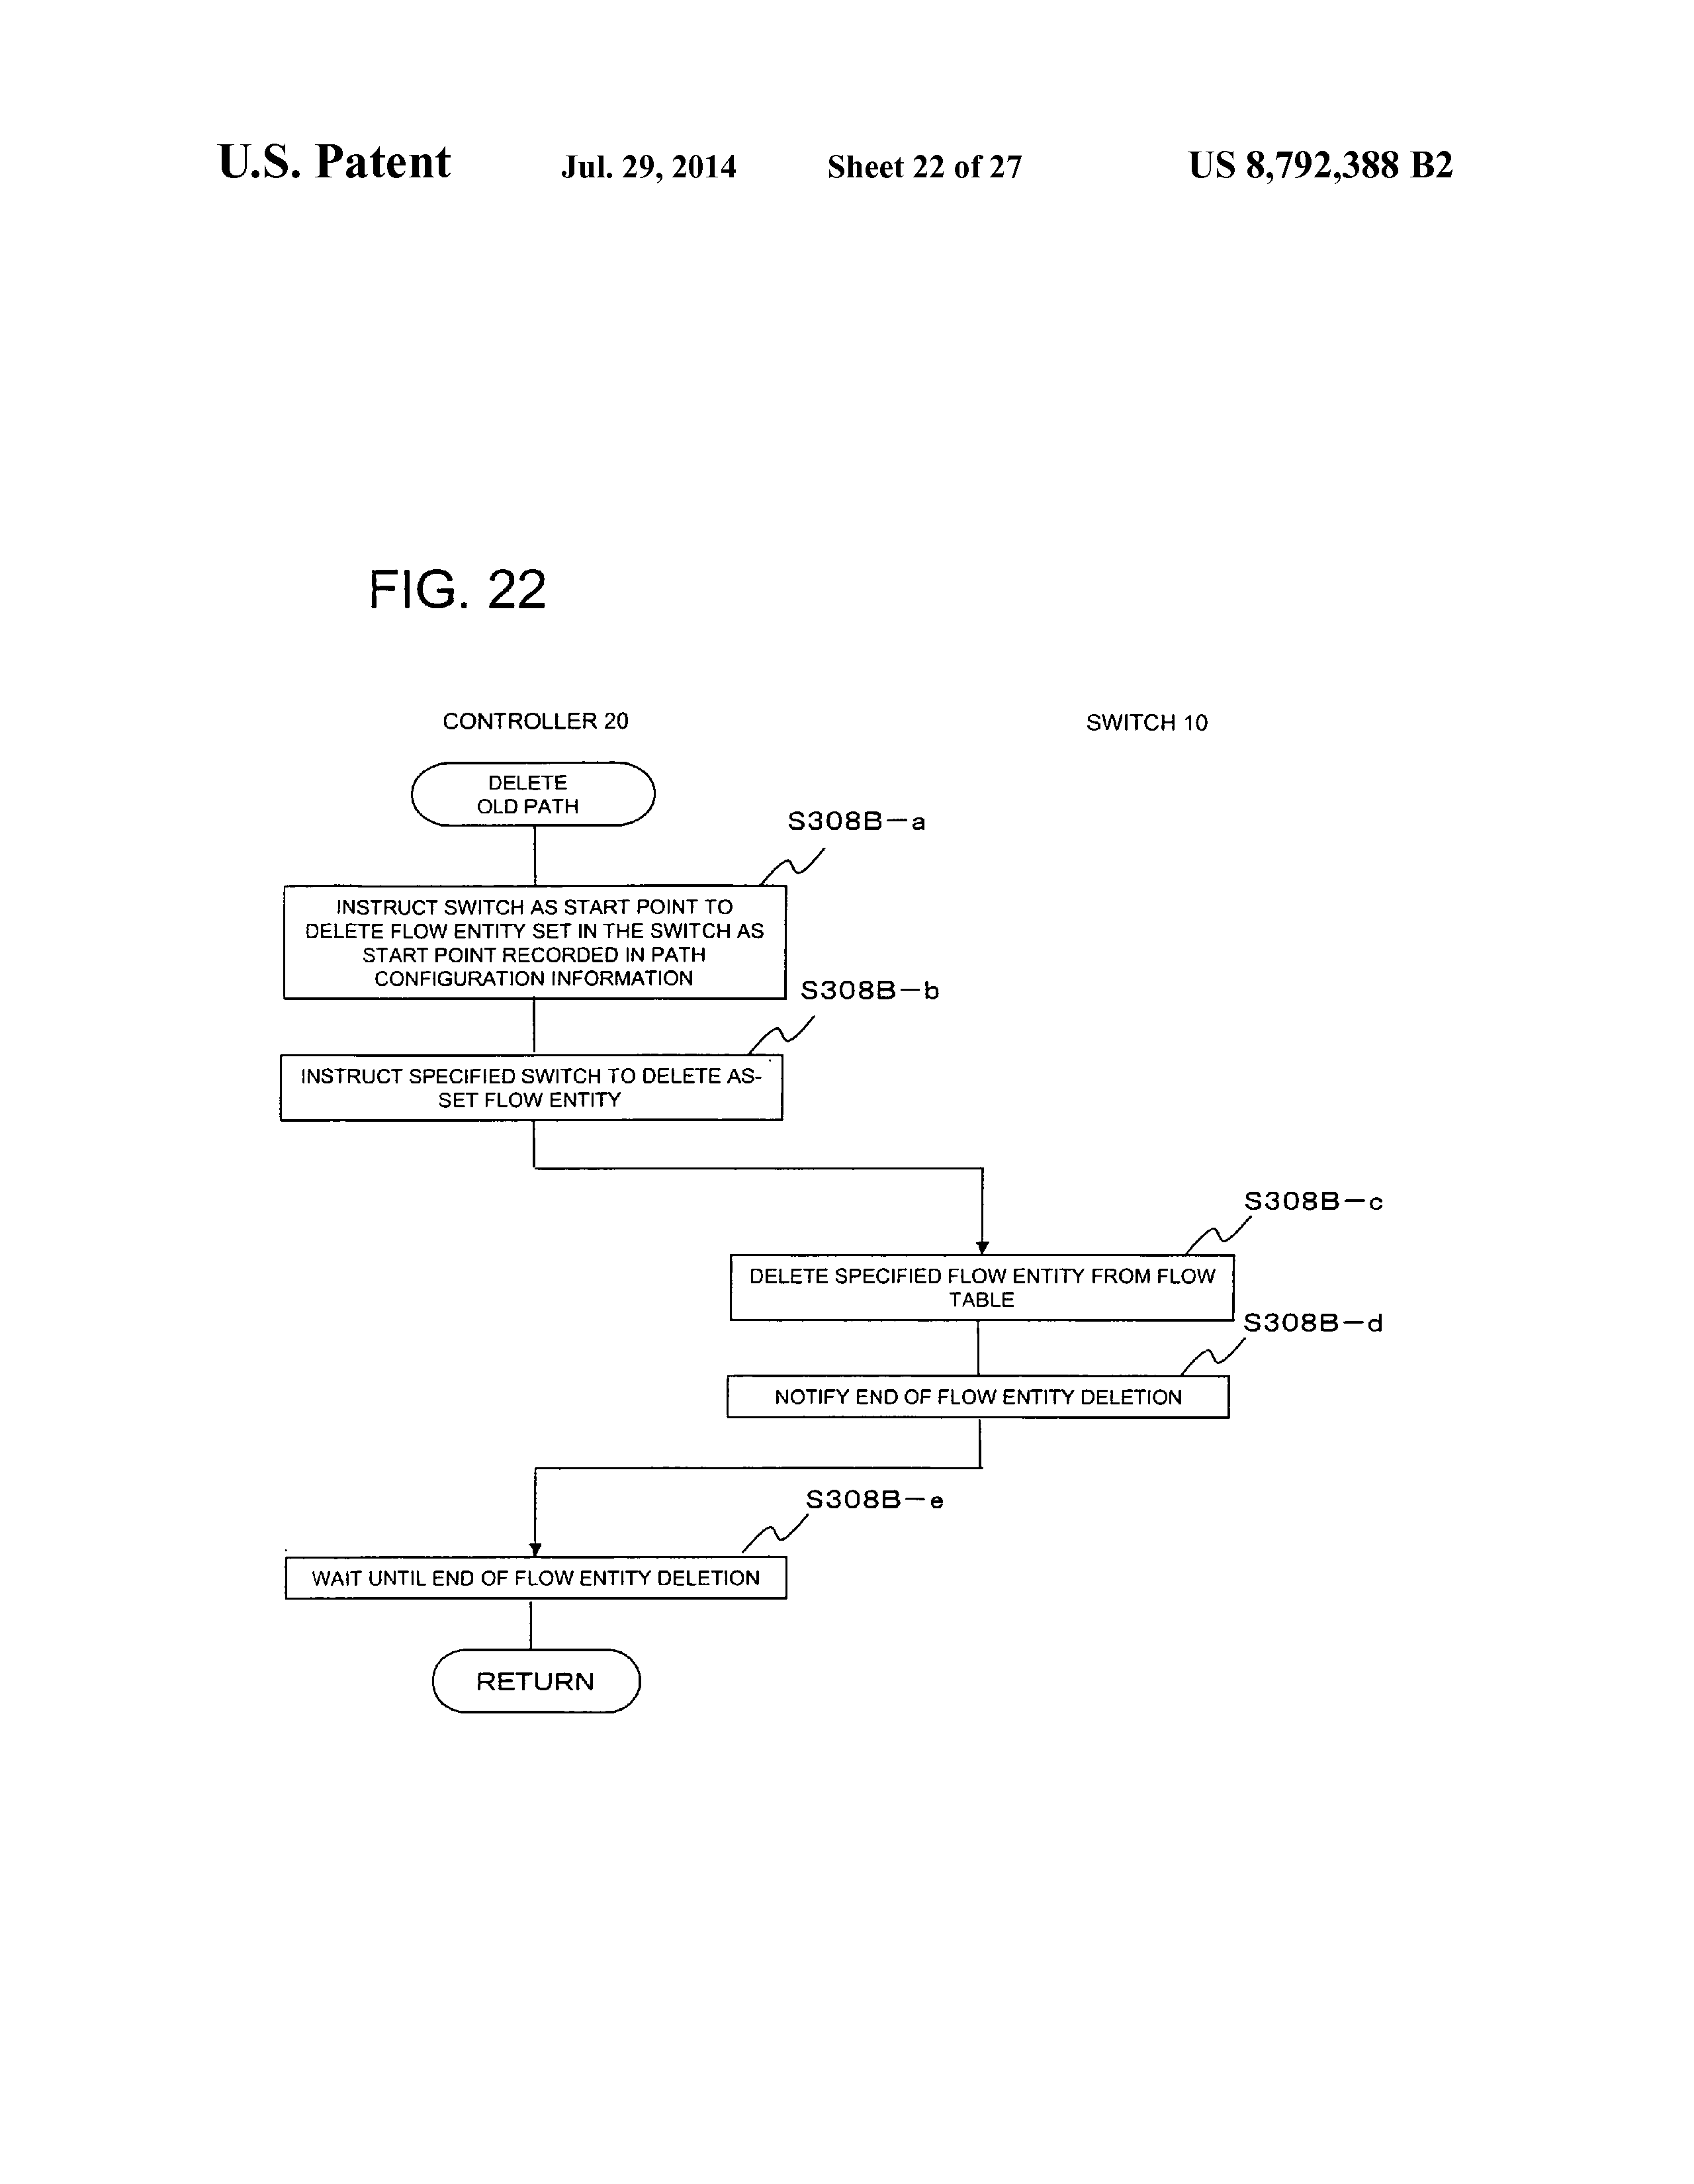 U.S. Patent Jul. 29, 2014 Sheet 22 of 27 US 8,792,388 B2
FIG. 22
CONTROLLER 20
SWITCH 10
DELETE
OLD PATH
S308B-a
INSTRUCT SWITCH AS START POINT TO
DELETE FLOW ENTITY SET IN THE SWITCH AS
START POINT RECORDED IN PATH
CONFIGURATION INFORMATION
S308B-b
INSTRUCT SPECIFIED SWITCH TO DELETE AS-
SET FLOW ENTITY
S308B-c
DELETE SPECIFIED FLOW ENTITY FROM FLOW
TABLE
S308B-d
NOTIFY END OF FLOW ENTITY DELETION
S308B-e
WAIT UNTIL END OF FLOW ENTITY DELETION
RETURN